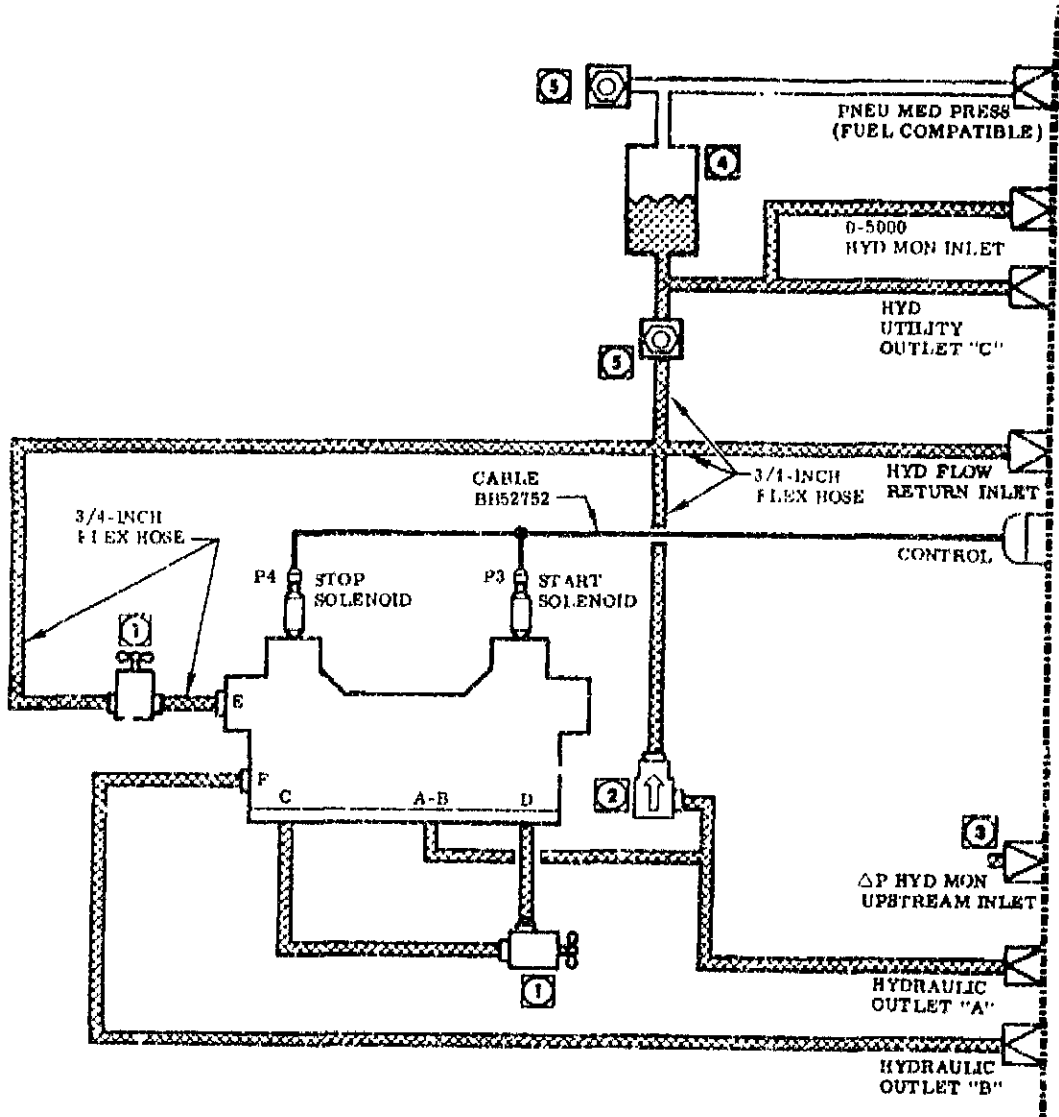 5
PNEU MED PRESS
(FUEL COMPATIBLE)
4
0-5000
HYD MON INLET
HYD
UTILITY
OUTLET "C"
5
HYD FLOW
RETURN INLET
3/4-INCH
FLEX HOSE
CABLE
BH52752
3/4-INCH
FLEX HOSE
CONTROL
P4
STOP
SOLENOID
P3
START
SOLENOID
1
E
F
C
A-B
D
2
3
△P HYD MON
UPSTREAM INLET
1
HYDRAULIC
OUTLET "A"
HYDRAULIC
OUTLET "B"